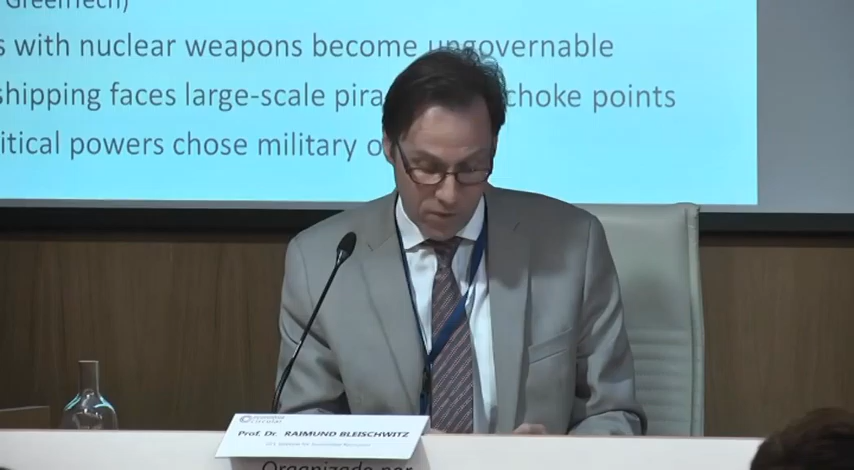 GreenTech)
s with nuclear weapons become ungovernable
shipping faces large-scale pira choke points
itical powers chose military o
Prof. Dr. RAIMUND BLEISCHWITZ
Organizado por